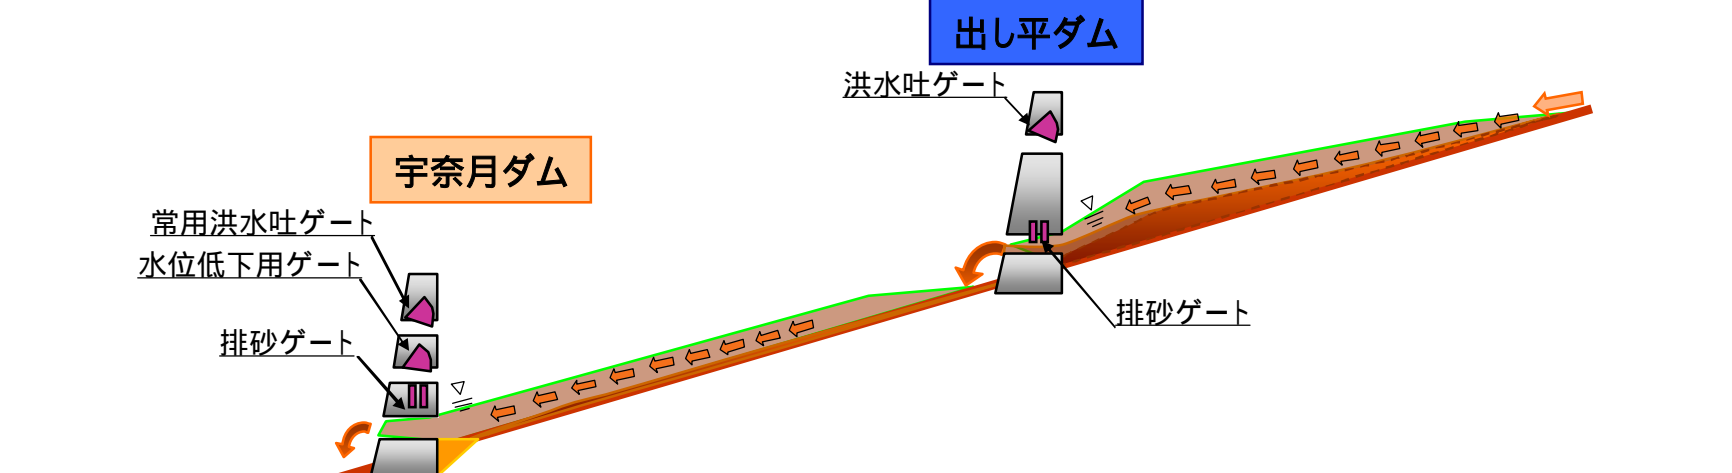 出し平ダム
洪水吐ゲート
宇奈月ダム
常用洪水吐ゲート
水位低下用ゲート
排砂ゲート
排砂ゲート